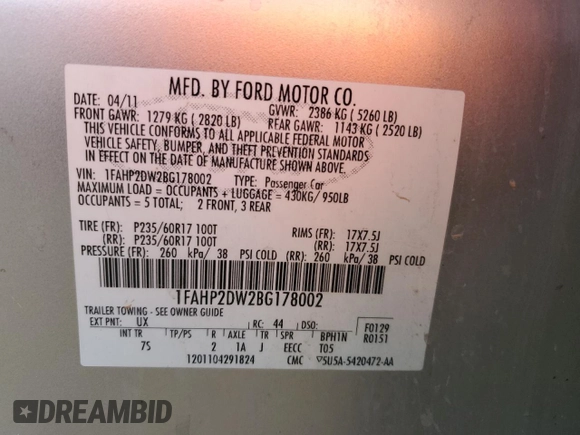 MFD. BY FORD MOTOR CO.
DATE: 04/11 GVWR: 2386 KG ( 5260 LB)
FRONT GAWR: 1279 KG ( 2820 LB) REAR GAWR: 1143 KG ( 2520 LB)
THIS VEHICLE CONFORMS TO ALL APPLICABLE FEDERAL MOTOR
VEHICLE SAFETY, BUMPER, AND THEFT PREVENTION STANDARDS
IN EFFECT ON THE DATE OF MANUFACTURE SHOWN ABOVE.
VIN: 1FAHP2DW2BG178002 TYPE: Passenger Car
MAXIMUM LOAD = OCCUPANTS + LUGGAGE = 430KG/ 950LB
OCCUPANTS = 5 TOTAL; 2 FRONT, 3 REAR
TIRE (FR): P235/60R17 100T RIMS (FR): 17X7.5J
(RR): P235/60R17 100T (RR): 17X7.5J
PRESSURE (FR): 260 kPa/ 38 PSI COLD (RR): 260 kPa/ 38 PSI COLD
1FAHP2DW2BG178002
TRAILER TOWING - SEE OWNER GUIDE
EXT PNT: UX RC: 44 DSO: F0129
INT TR TP/PS R AXLE TR SPR BPH1N R0151
7S 2 1A J EECC T05
1201104291824 CMC ▽5U5A-5420472-AA
DREAMBID